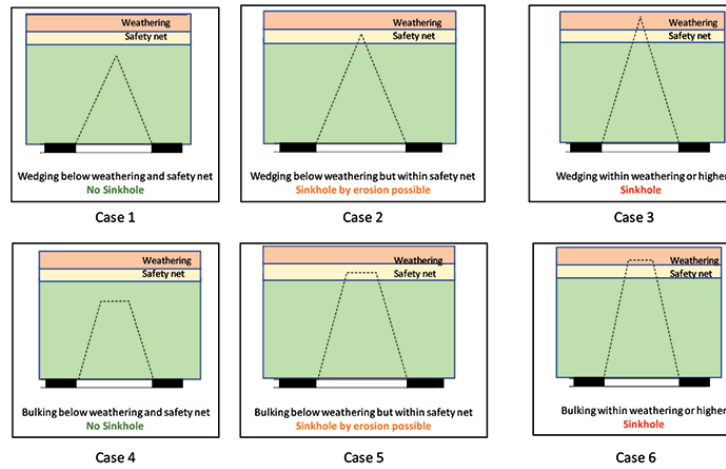 Weathering
Safety net
Wedging below weathering and safety net
No Sinkhole
Case 1
Weathering
Safety net
Wedging below weathering but within safety net
Sinkhole by erosion possible
Case 2
Weathering
Safety net
Wedging within weathering or higher
Sinkhole
Case 3
Weathering
Safety net
Bulking below weathering and safety net
No Sinkhole
Case 4
Weathering
Safety net
Bulking below weathering but within safety net
Sinkhole by erosion possible
Case 5
Weathering
Safety net
Bulking within weathering or higher
Sinkhole
Case 6